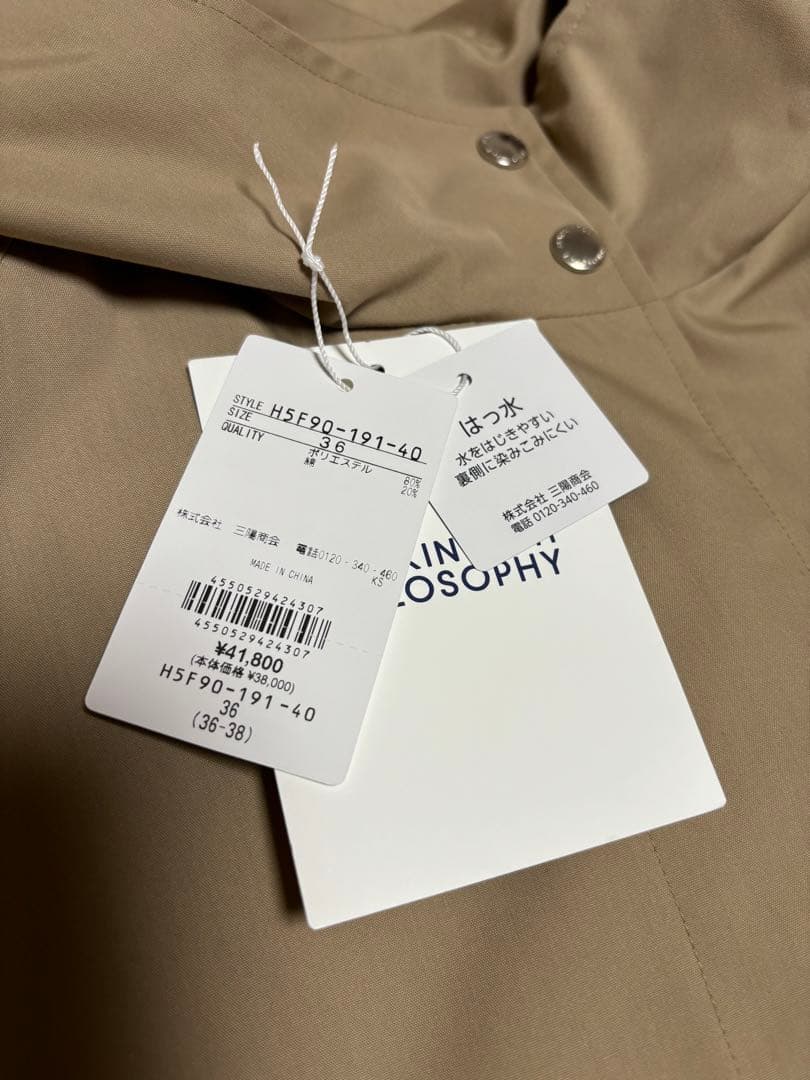 STYLE H5F90-191-40
SIZE 36
QUALITY
ポリエステル 80%
綿 20%
株式会社 三陽商会 電話0120-340-460
MADE IN CHINA KS
4550529424307
4550529424307
¥41,800
(本体価格 ¥38,000)
H5F90-191-40
36
(36-38)
はっ水
水をはじきやすい
裏側に染みこみにくい
株式会社 三陽商会
電話 0120-340-460
KIN
LOSOPHY